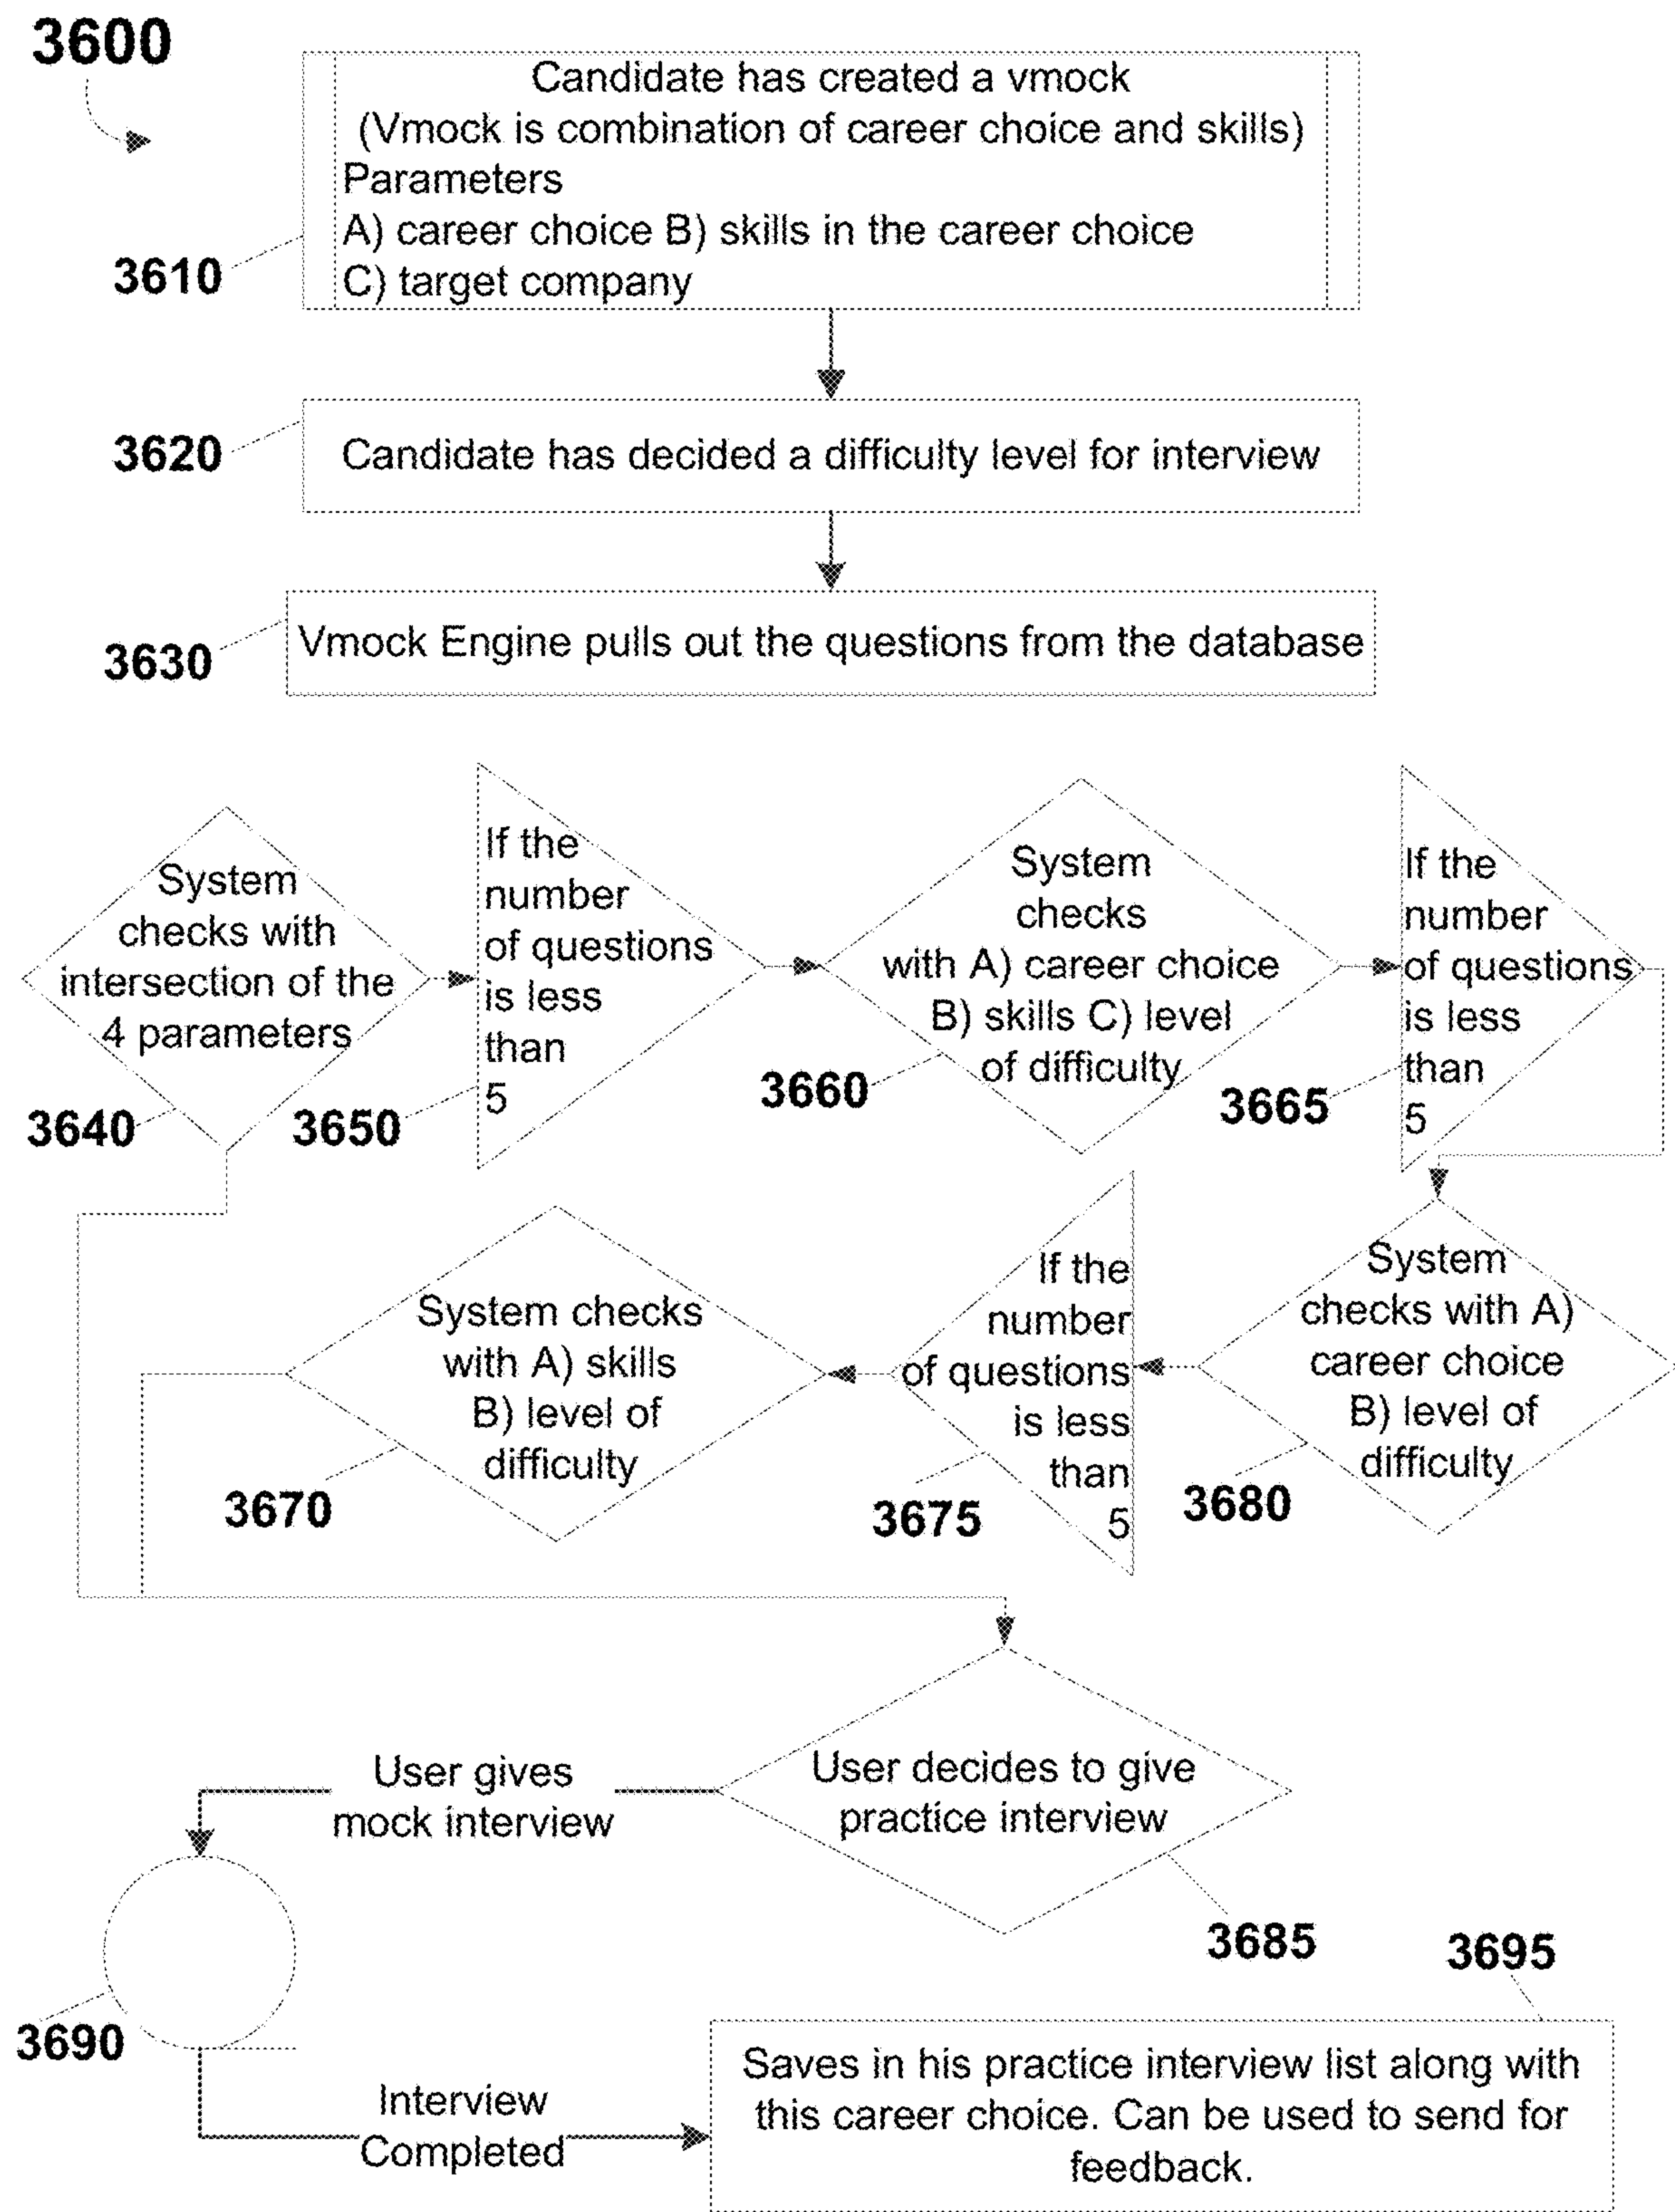 3600
Candidate has created a vmock
(Vmock is combination of career choice and skills)
Parameters
A) career choice B) skills in the career choice
C) target company
3610
Candidate has decided a difficulty level for interview
3620
Vmock Engine pulls out the questions from the database
3630
System
checks with
intersection of the
4 parameters
3640
If the
number
of questions
is less
than
5
3650
System
checks
with A) career choice
B) skills C) level
of difficulty
3660
If the
number
of questions
is less
than
5
3665
System
checks with A)
career choice
B) level of
difficulty
3680
If the
number
of questions
is less
than
5
3675
System checks
with A) skills
B) level of
difficulty
3670
User decides to give
practice interview
3685
User gives
mock interview
3690
Interview
Completed
3695
Saves in his practice interview list along with
this career choice. Can be used to send for
feedback.